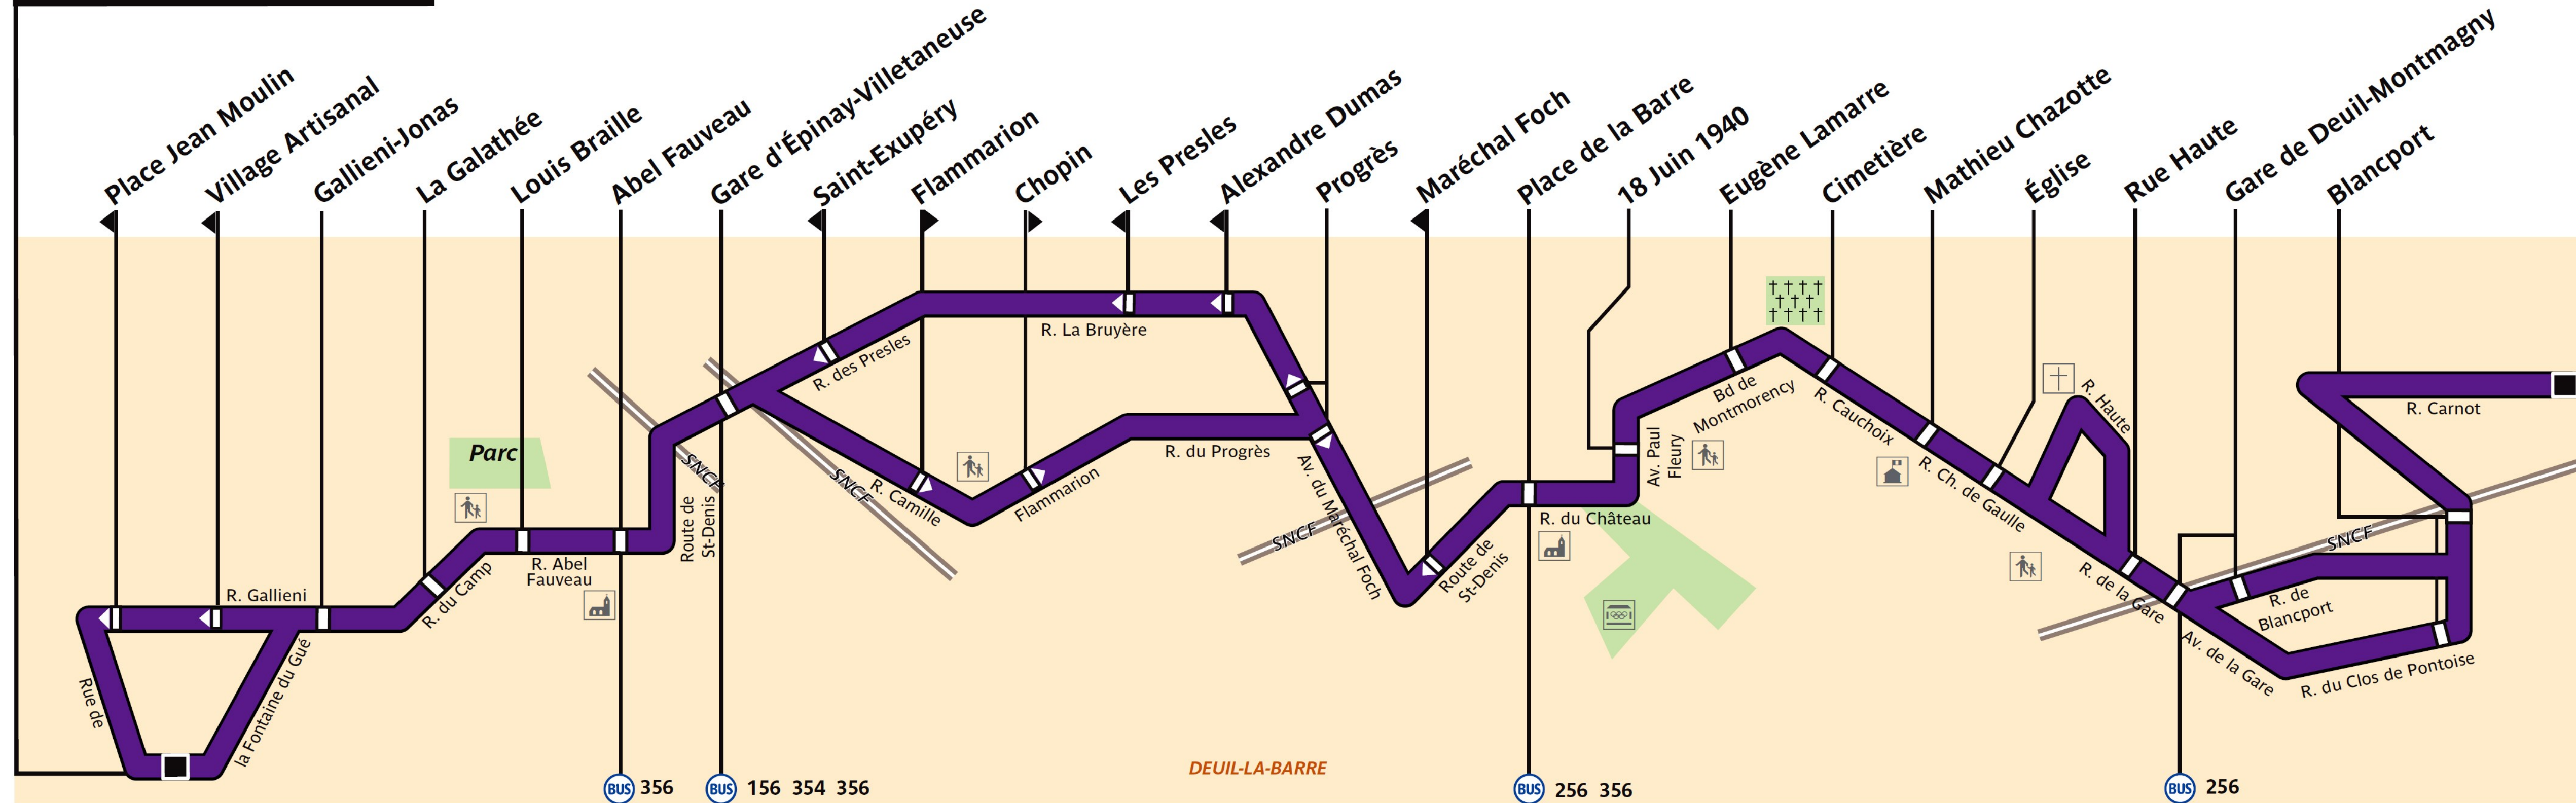 Place Jean Moulin
Village Artisanal
Gallieni-Jonas
La Galathée
Louis Braille
Abel Fauveau
Gare d'Épinay-Villetaneuse
Saint-Exupéry
Flammarion
Chopin
Les Presles
Alexandre Dumas
Progrès
Maréchal Foch
Place de la Barre
18 Juin 1940
Eugène Lamarre
Cimetière
Mathieu Chazotte
Église
Rue Haute
Gare de Deuil-Montmagny
Blancport
Rue de
la Fontaine du Gué
R. Gallieni
R. du Camp
Parc
R. Abel
Fauveau
Route de
St-Denis
SNCF
SNCF
R. des Presles
R. Camille
Flammarion
R. La Bruyère
R. du Progrès
Av. du Maréchal Foch
SNCF
Route de
St-Denis
R. du Château
Av. Paul
Fleury
Bd de
Montmorency
R. Cauchoix
R. Ch. de Gaulle
R. Haute
R. de la Gare
Av. de la Gare
R. de
Blancport
R. du Clos de Pontoise
SNCF
R. Carnot
DEUIL-LA-BARRE
BUS 356
BUS 156 354 356
BUS 256 356
BUS 256